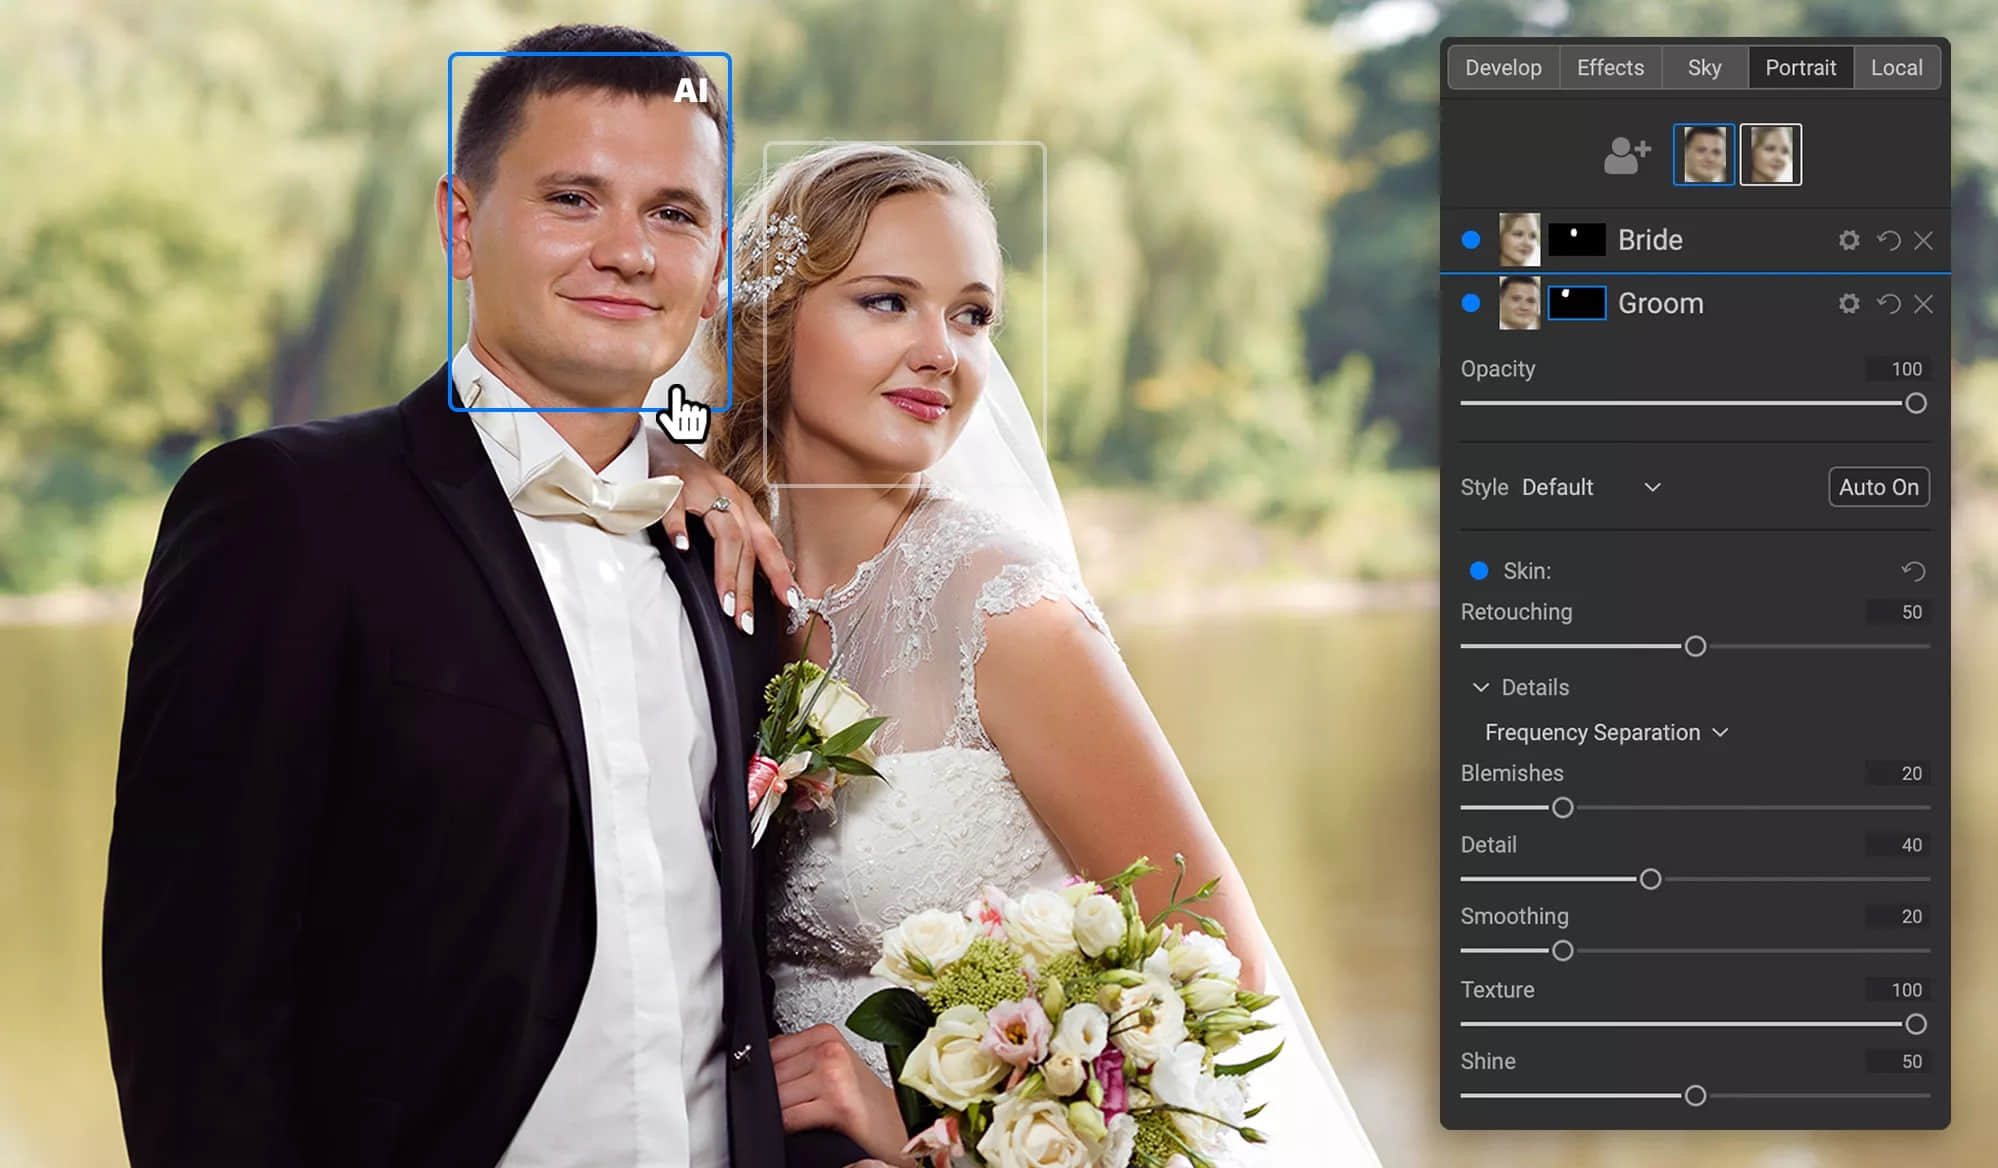 AI
Develop Effects Sky Portrait Local
Bride
Groom
Opacity 100
Style Default Auto On
Skin:
Retouching 50
Details
Frequency Separation
Blemishes 20
Detail 40
Smoothing 20
Texture 100
Shine 50